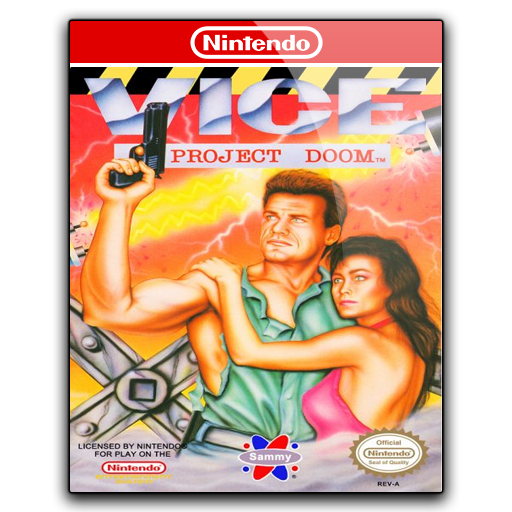 Nintendo
VICE
PROJECT DOOM™
LICENSED BY NINTENDO®
FOR PLAY ON THE
Nintendo
Sammy
Official
Nintendo
Seal of Quality
REV-A